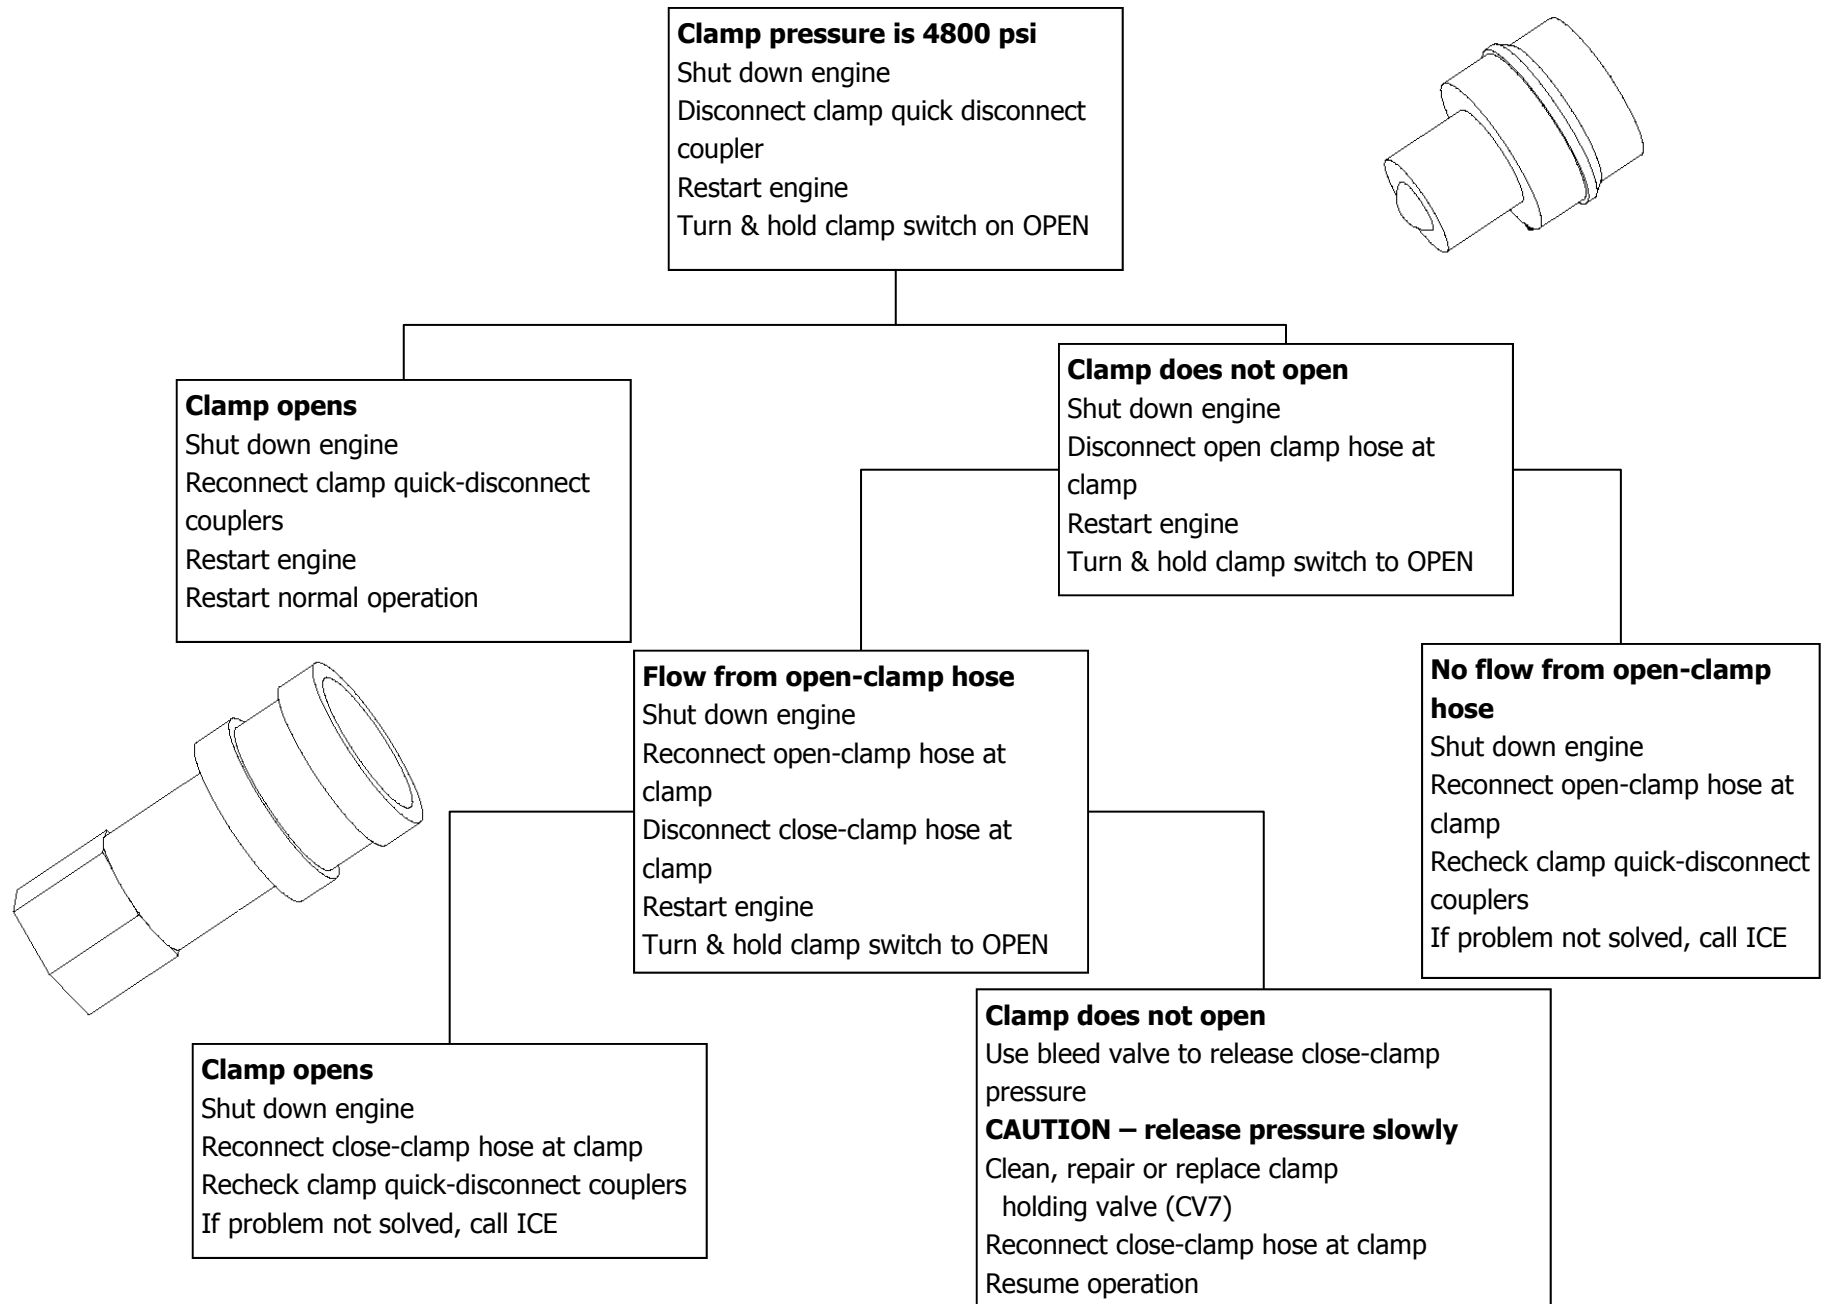 Clamp pressure is 4800 psi
Shut down engine
Disconnect clamp quick disconnect
coupler
Restart engine
Turn & hold clamp switch on OPEN
Clamp opens
Shut down engine
Reconnect clamp quick-disconnect
couplers
Restart engine
Restart normal operation
Clamp does not open
Shut down engine
Disconnect open clamp hose at
clamp
Restart engine
Turn & hold clamp switch to OPEN
Flow from open-clamp hose
Shut down engine
Reconnect open-clamp hose at
clamp
Disconnect close-clamp hose at
clamp
Restart engine
Turn & hold clamp switch to OPEN
No flow from open-clamp
hose
Shut down engine
Reconnect open-clamp hose at
clamp
Recheck clamp quick-disconnect
couplers
If problem not solved, call ICE
Clamp opens
Shut down engine
Reconnect close-clamp hose at clamp
Recheck clamp quick-disconnect couplers
If problem not solved, call ICE
Clamp does not open
Use bleed valve to release close-clamp
pressure
CAUTION – release pressure slowly
Clean, repair or replace clamp
holding valve (CV7)
Reconnect close-clamp hose at clamp
Resume operation